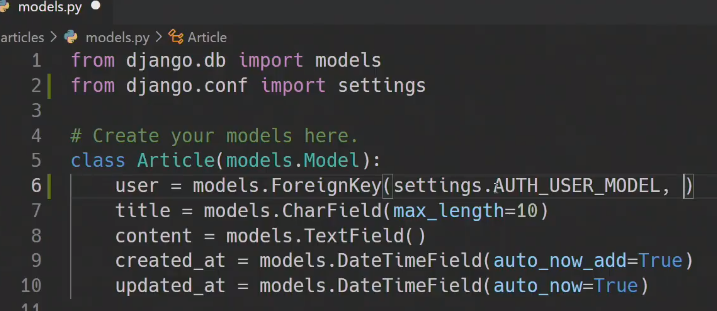 models.py
articles > models.py > Article
1 from django.db import models
2 from django.conf import settings
3
4 # Create your models here.
5 class Article(models.Model):
6     user = models.ForeignKey(settings.AUTH_USER_MODEL, )
7     title = models.CharField(max_length=10)
8     content = models.TextField()
9     created_at = models.DateTimeField(auto_now_add=True)
10     updated_at = models.DateTimeField(auto_now=True)
11